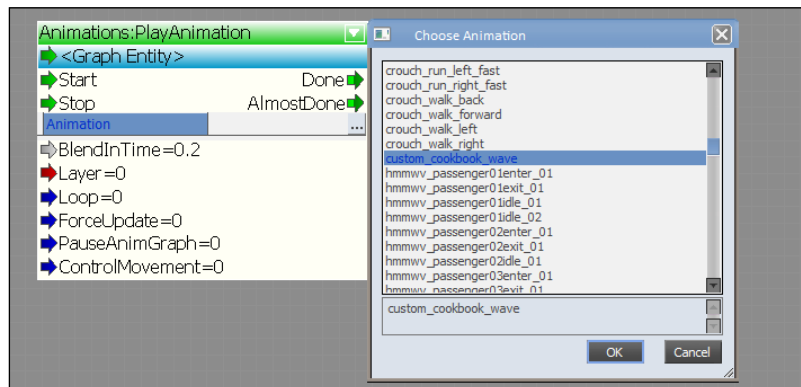 Animations:PlayAnimation
<Graph Entity>
Start Done
Stop AlmostDone
Animation ...
BlendInTime=0.2
Layer=0
Loop=0
ForceUpdate=0
PauseAnimGraph=0
ControlMovement=0
Choose Animation
crouch_run_left_fast
crouch_run_right_fast
crouch_walk_back
crouch_walk_forward
crouch_walk_left
crouch_walk_right
custom_cookbook_wave
hmmwv_passenger01enter_01
hmmwv_passenger01exit_01
hmmwv_passenger01idle_01
hmmwv_passenger01idle_02
hmmwv_passenger02enter_01
hmmwv_passenger02exit_01
hmmwv_passenger02idle_01
hmmwv_passenger03enter_01
hmmwv_passenger03exit_01
custom_cookbook_wave
OK Cancel